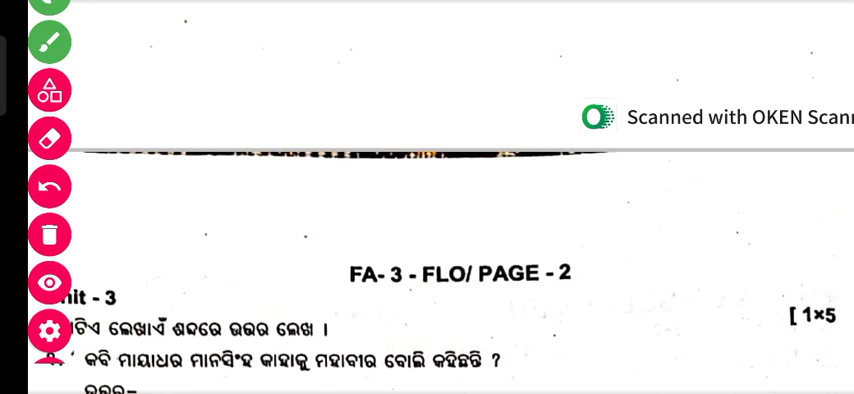 Scanned with OKEN Scan
FA- 3 - FLO/ PAGE - 2
nit - 3
[ 1×5
ଟିଏ ଲେଖାଏଁ ଶବ୍ଦରେ ଉତ୍ତର ଲେଖ ।
କବି ମାୟାଧର ମାନସିଂହ କାହାକୁ ମହାବୀର ବୋଲି କହିଛନ୍ତି ?